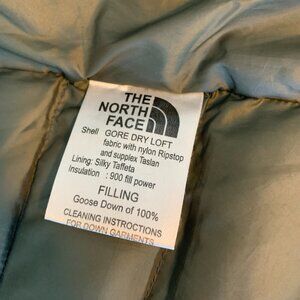 THE
NORTH
FACE
Shell GORE DRY LOFT
fabric with nylon Ripstop
and supplex Taslan
Lining: Silky Taffeta
Insulation : 900 fill power
FILLING
Goose Down of 100%
CLEANING INSTRUCTIONS
FOR DOWN GARMENTS